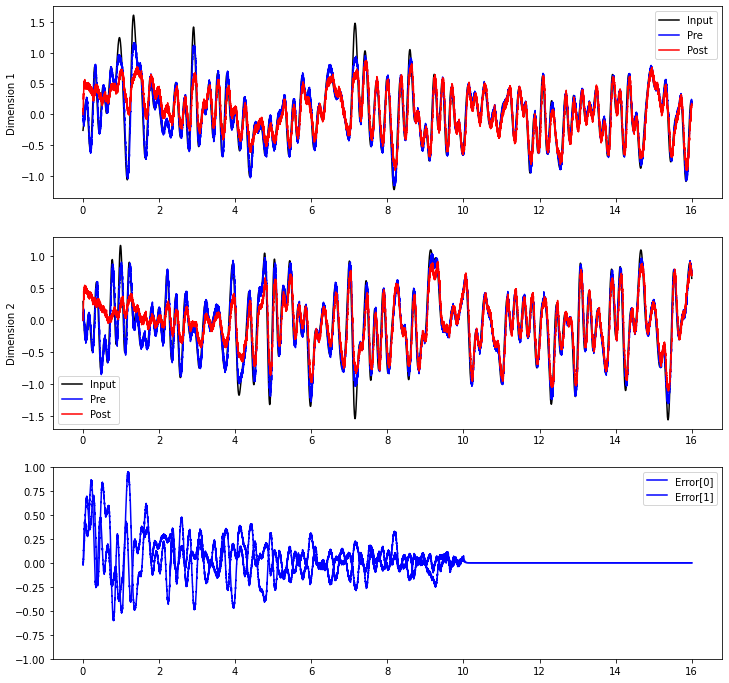 Dimension 1
1.5
1.0
0.5
0.0
−0.5
−1.0
Input
Pre
Post
0 2 4 6 8 10 12 14 16
Dimension 2
1.0
0.5
0.0
−0.5
−1.0
−1.5
Input
Pre
Post
0 2 4 6 8 10 12 14 16
1.00
0.75
0.50
0.25
0.00
−0.25
−0.50
−0.75
−1.00
Error[0]
Error[1]
0 2 4 6 8 10 12 14 16